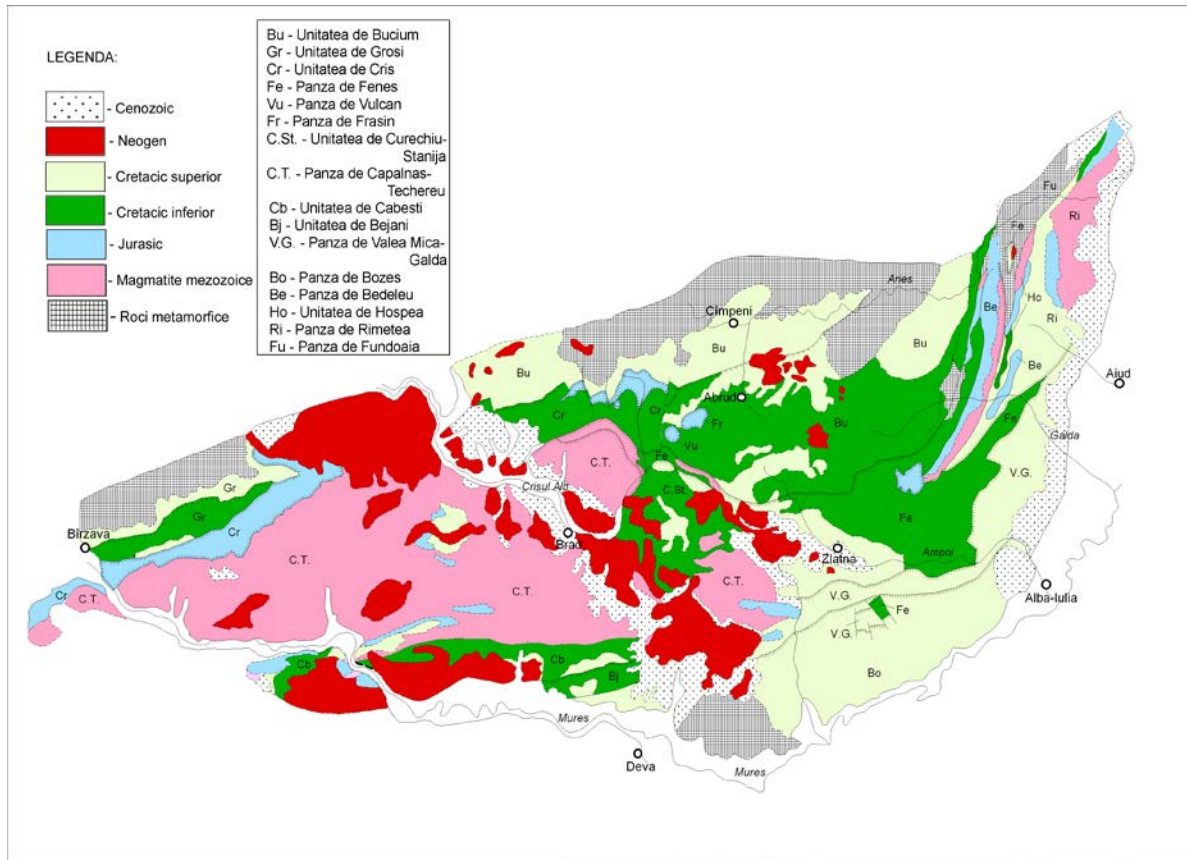 LEGENDA:
- Cenozoic
- Neogen
- Cretacic superior
- Cretacic inferior
- Jurasic
- Magmatite mezozoice
- Roci metamorfice
Bu - Unitatea de Bucium
Gr - Unitatea de Grosi
Cr - Unitatea de Cris
Fe - Panza de Fenes
Vu - Panza de Vulcan
Fr - Panza de Frasin
C.St. - Unitatea de Curechiu-
Stanija
C.T. - Panza de Capalnas-
Techereu
Cb - Unitatea de Cabesti
Bj - Unitatea de Bejani
V.G. - Panza de Valea Mica-
Galda
Bo - Panza de Bozes
Be - Panza de Bedeleu
Ho - Unitatea de Hospea
Ri - Panza de Rimetea
Fu - Panza de Fundoaia
Fu
Ri
Fe
Aries
Be
Ho
Ri
Cîmpeni
Bu
Bu
Be
Bu
Aiud
Abrud
Cr
Cr
Fr
Bu
Fe
Galda
Vu
Fe
C.T.
V.G.
Gr
Crisul Alb
C.St.
Gr
Cr
Fe
Bîrzava
Brad
Zlatna
Ampoi
C.T.
C.T.
C.T.
Alba-Iulia
Cr
C.T.
V.G.
Fe
V.G.
Cb
Cb
Bj
Bo
Mures
Deva
Mures